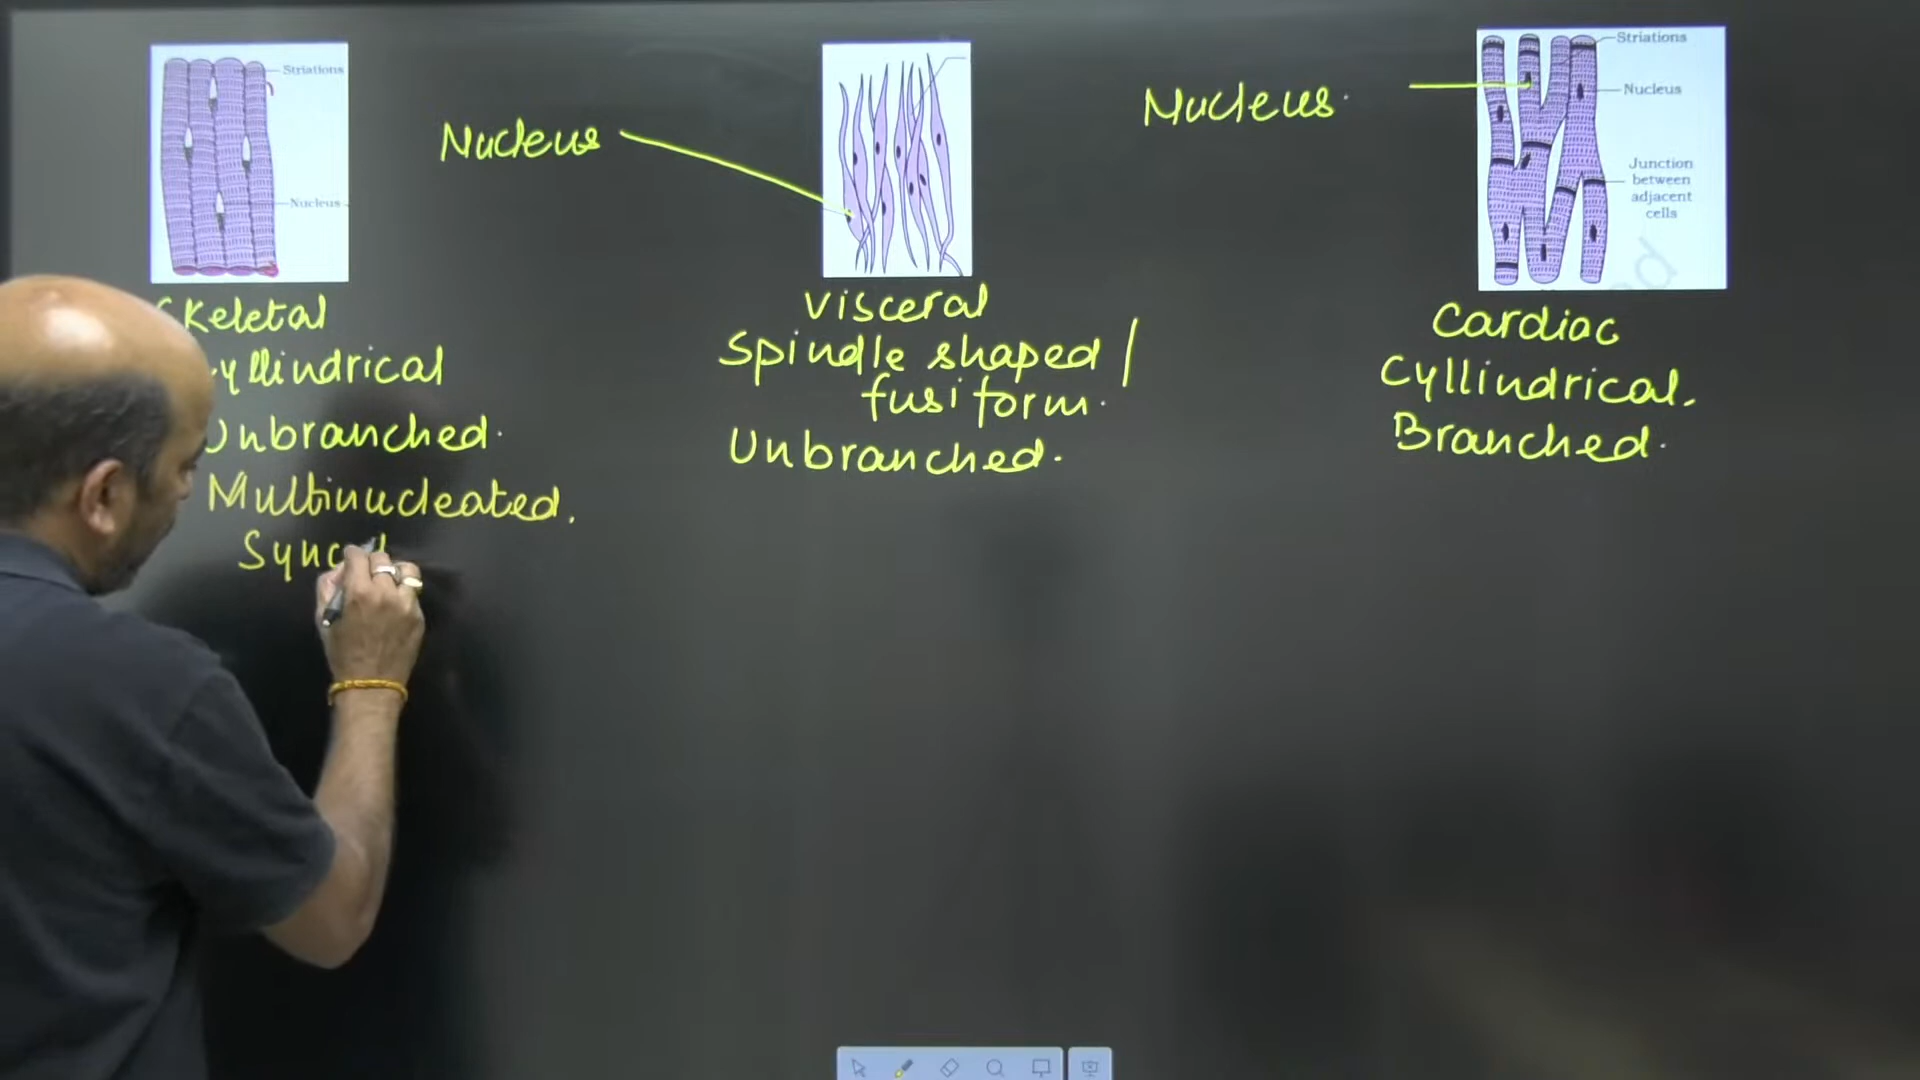 Striations
Nucleus
Skeletal
Cyllindrical
Unbranched.
Multinucleated.
Nucleus
Visceral
Spindle shaped /
fusiform.
Unbranched.
Nucleus.
Striations
Nucleus
Junction
between
adjacent
cells
Cardiac
Cyllindrical.
Branched.